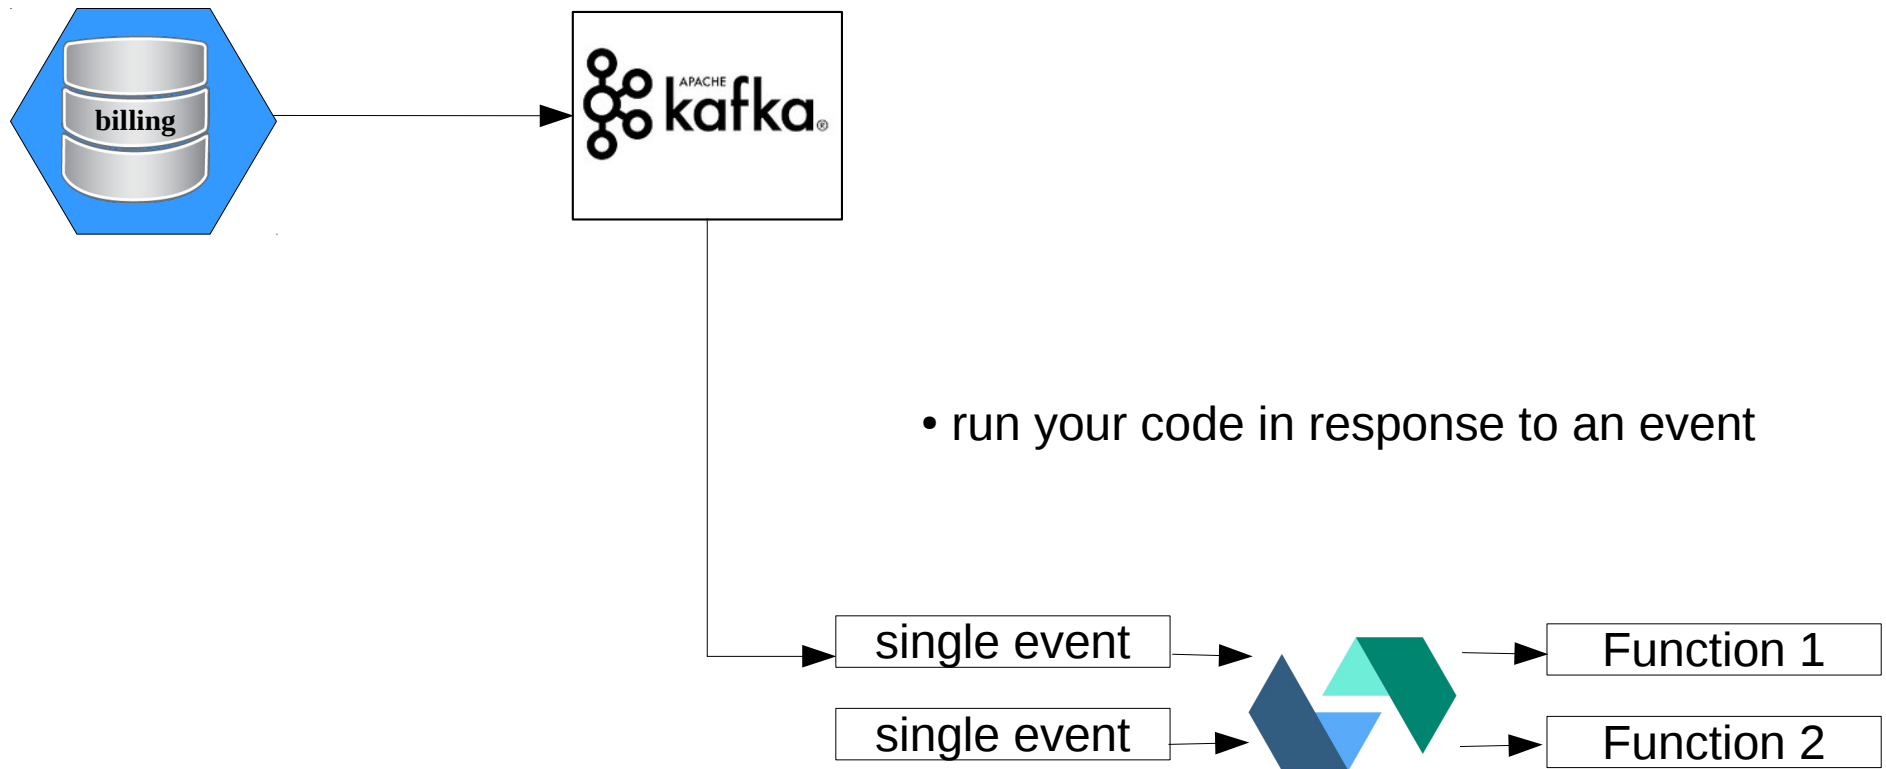 billing
APACHE
kafka®
• run your code in response to an event
single event
Function 1
single event
Function 2